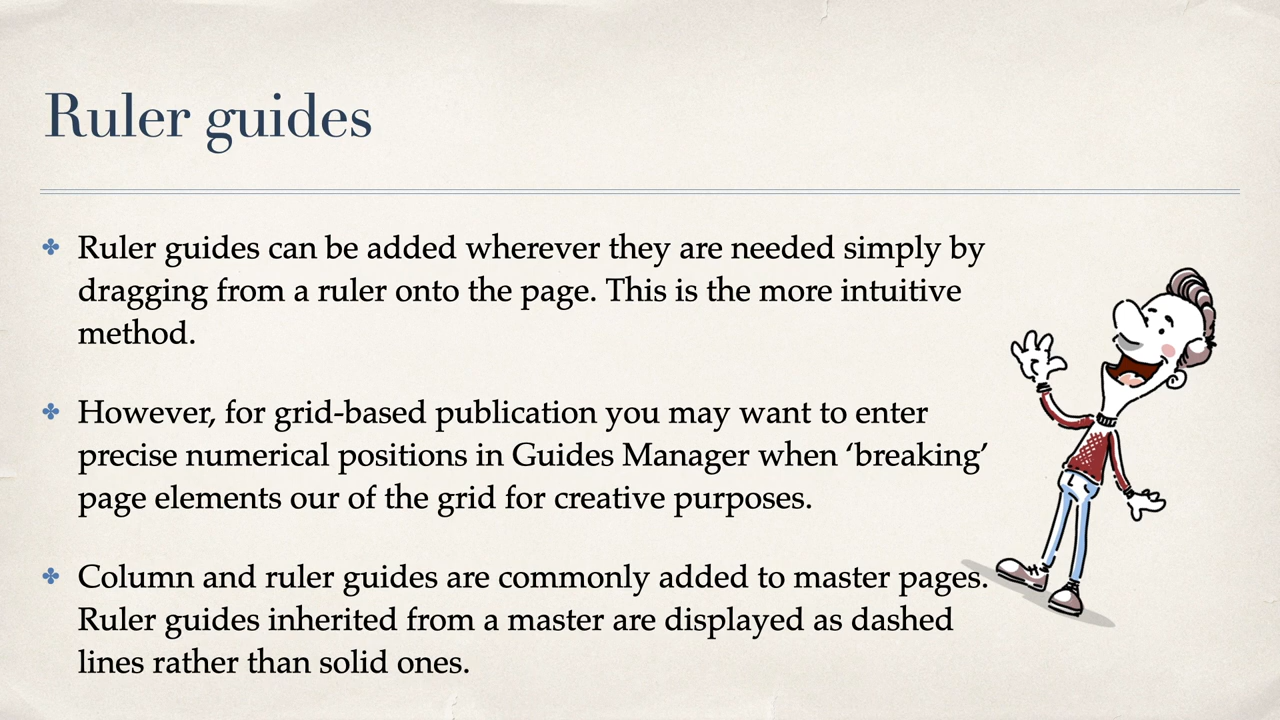 Ruler guides
Ruler guides can be added wherever they are needed simply by
dragging from a ruler onto the page. This is the more intuitive
method.
However, for grid-based publication you may want to enter
precise numerical positions in Guides Manager when ‘breaking’
page elements our of the grid for creative purposes.
Column and ruler guides are commonly added to master pages.
Ruler guides inherited from a master are displayed as dashed
lines rather than solid ones.